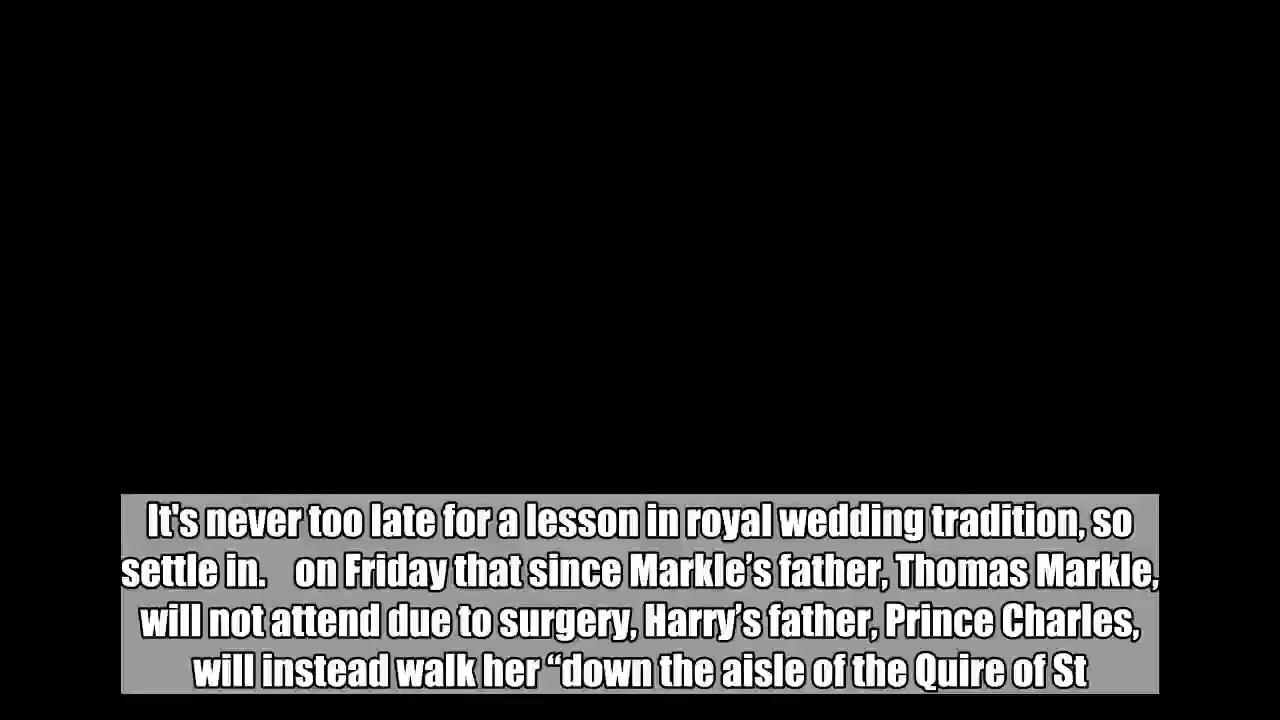 It's never too late for a lesson in royal wedding tradition, so
settle in.    on Friday that since Markle’s father, Thomas Markle,
will not attend due to surgery, Harry’s father, Prince Charles,
will instead walk her “down the aisle of the Quire of St